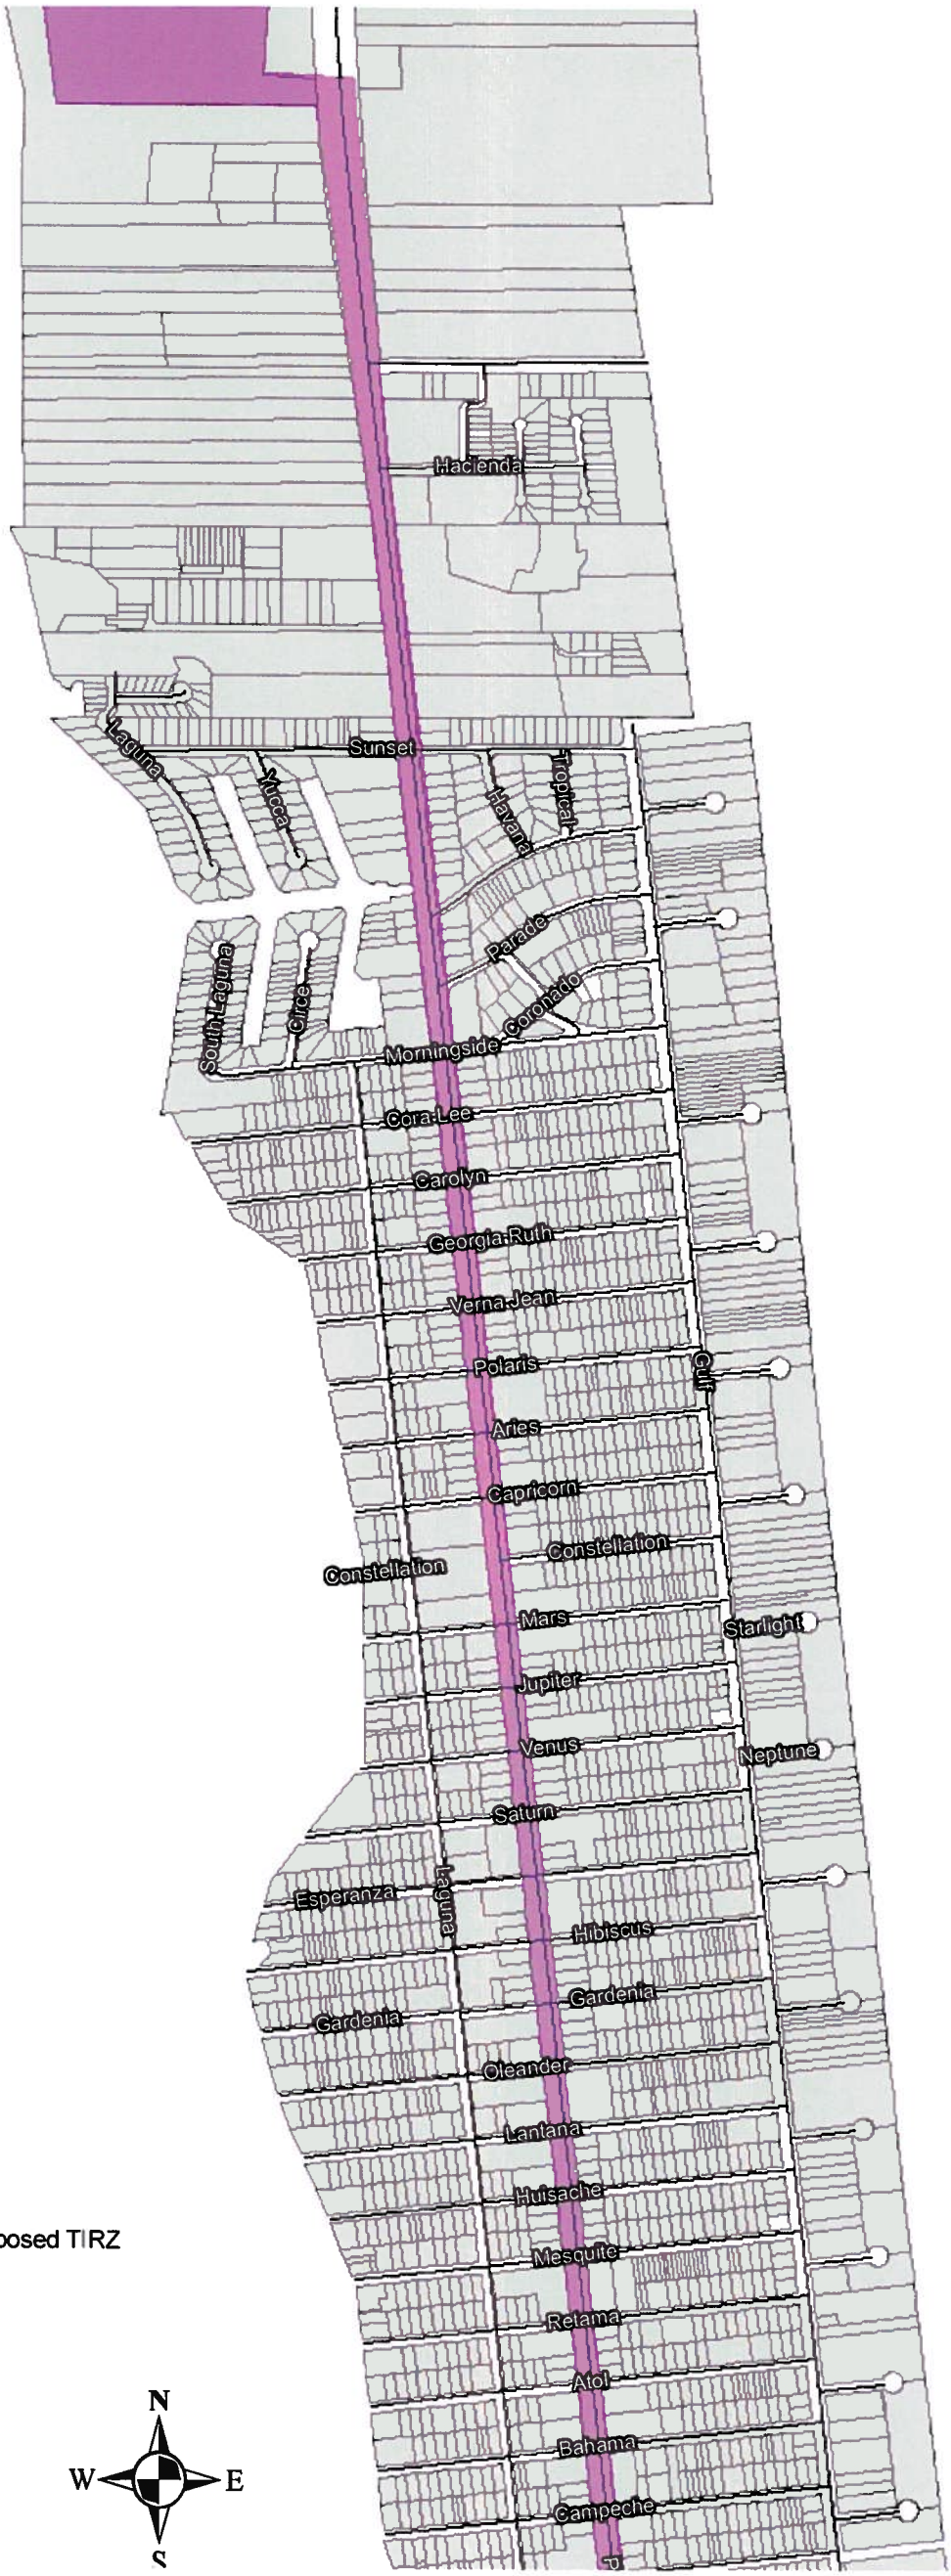 Hacienda
Sunset
Laguna
Yucca
Havana
Tropical
Parade
Coronado
South Laguna
Circe
Morningside
Cora Lee
Carolyn
Georgia Ruth
Verna Jean
Polaris
Gulf
Aries
Capricorn
Constellation
Constellation
Mars
Starlight
Jupiter
Venus
Neptune
Saturn
Esperanza
Laguna
Hibiscus
Gardenia
Gardenia
Oleander
Lantana
Huisache
posed TIRZ
Mesquite
Retama
Atol
Bahama
Campeche
P
N
W E
S